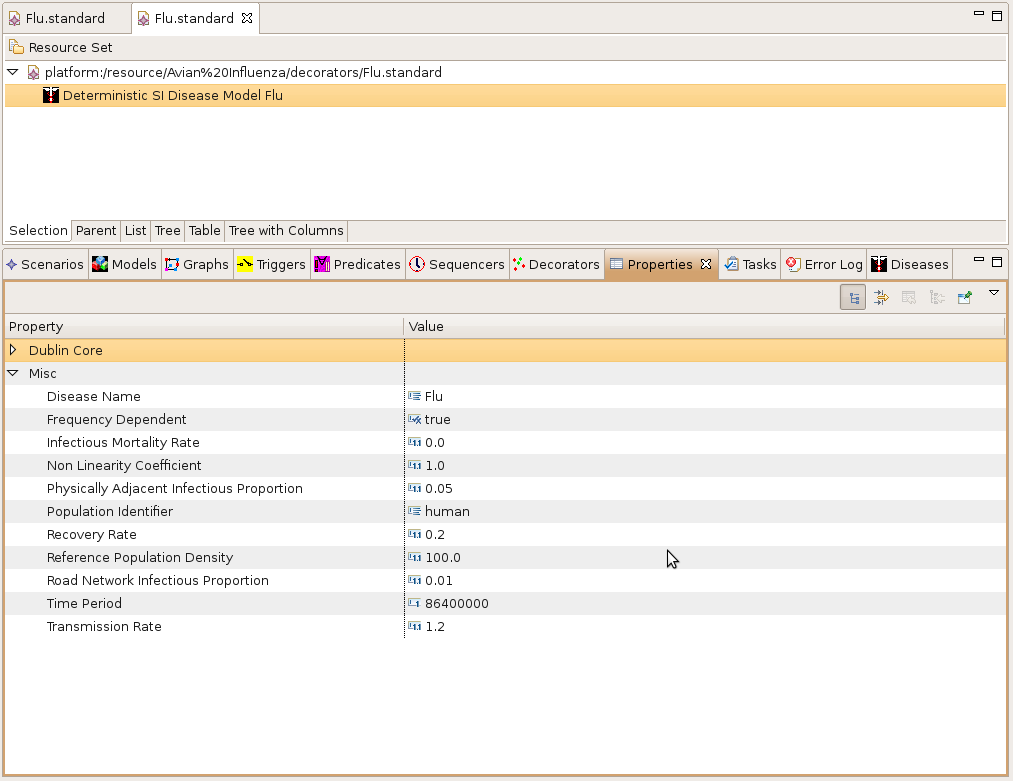 Flu.standard Flu.standard
Resource Set
platform:/resource/Avian%20Influenza/decorators/Flu.standard
Deterministic SI Disease Model Flu
Selection Parent List Tree Table Tree with Columns
Scenarios Models Graphs Triggers Predicates Sequencers Decorators Properties Tasks Error Log Diseases
Property Value
Dublin Core
Misc
Disease Name Flu
Frequency Dependent true
Infectious Mortality Rate 0.0
Non Linearity Coefficient 1.0
Physically Adjacent Infectious Proportion 0.05
Population Identifier human
Recovery Rate 0.2
Reference Population Density 100.0
Road Network Infectious Proportion 0.01
Time Period 86400000
Transmission Rate 1.2